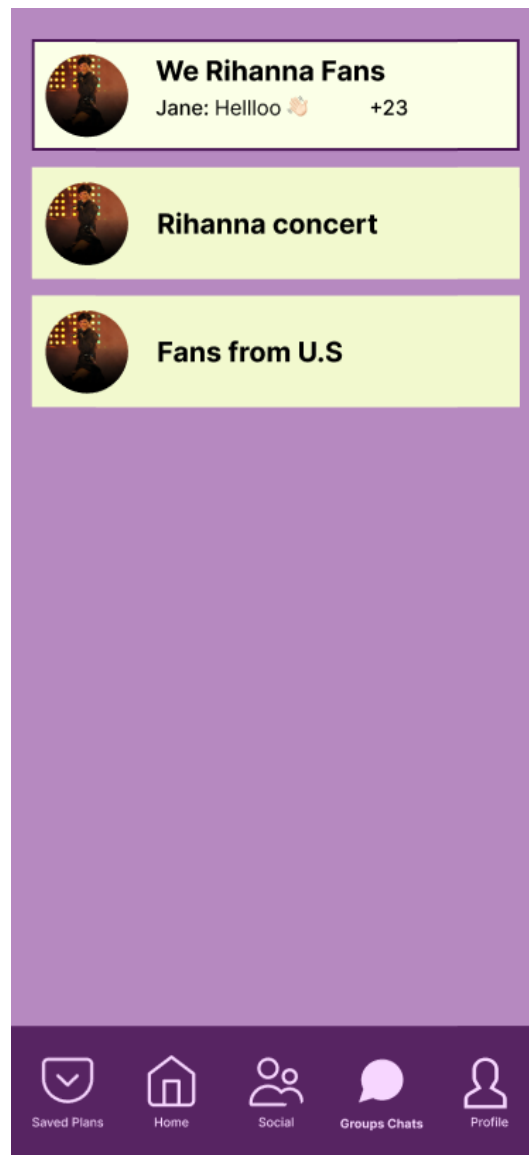 We Rihanna Fans
Jane: Hellloo 👋🏻 +23
Rihanna concert
Fans from U.S
Saved Plans
Home
Social
Groups Chats
Profile